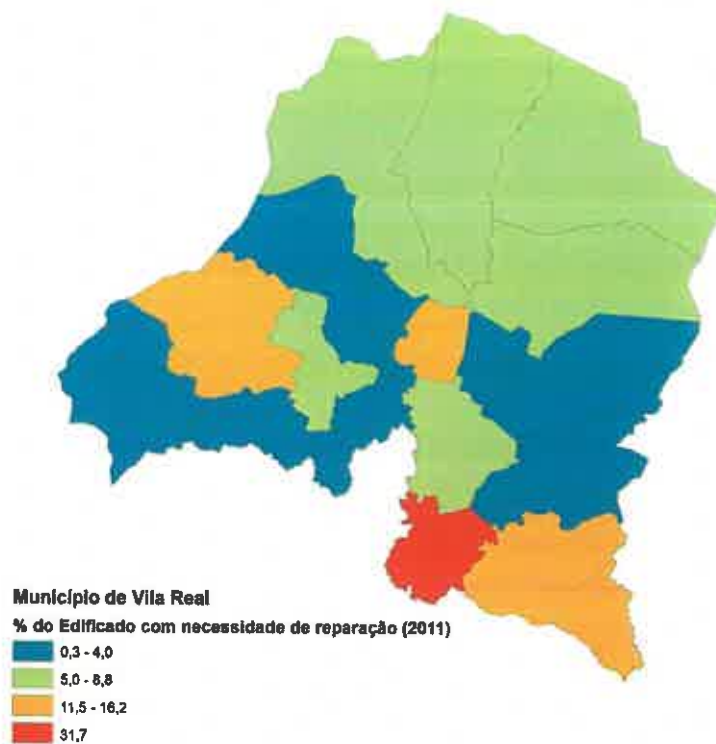 Município de Vila Real
% do Edificado com necessidade de reparação (2011)
0,3 - 4,0
5,0 - 8,8
11,5 - 16,2
31,7